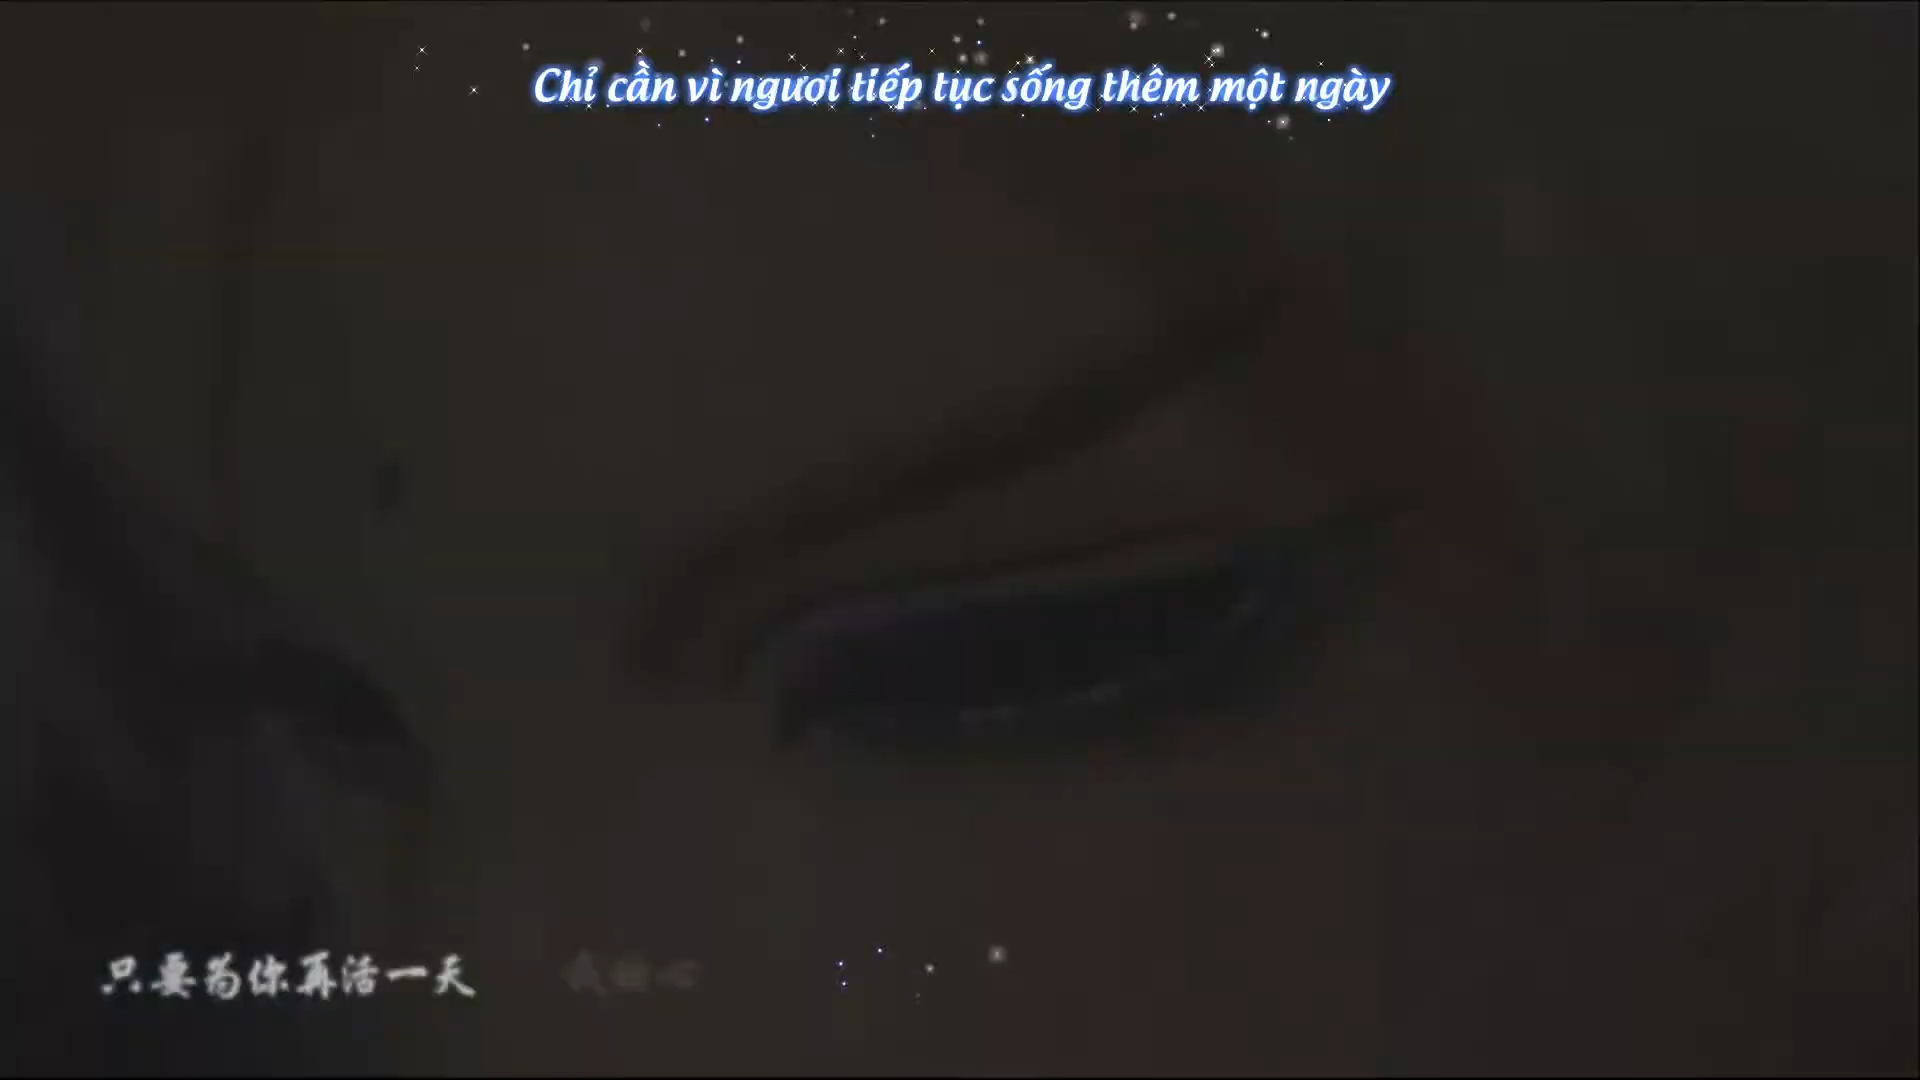 Chỉ cần vì ngươi tiếp tục sống thêm một ngày
只要为你再活一天